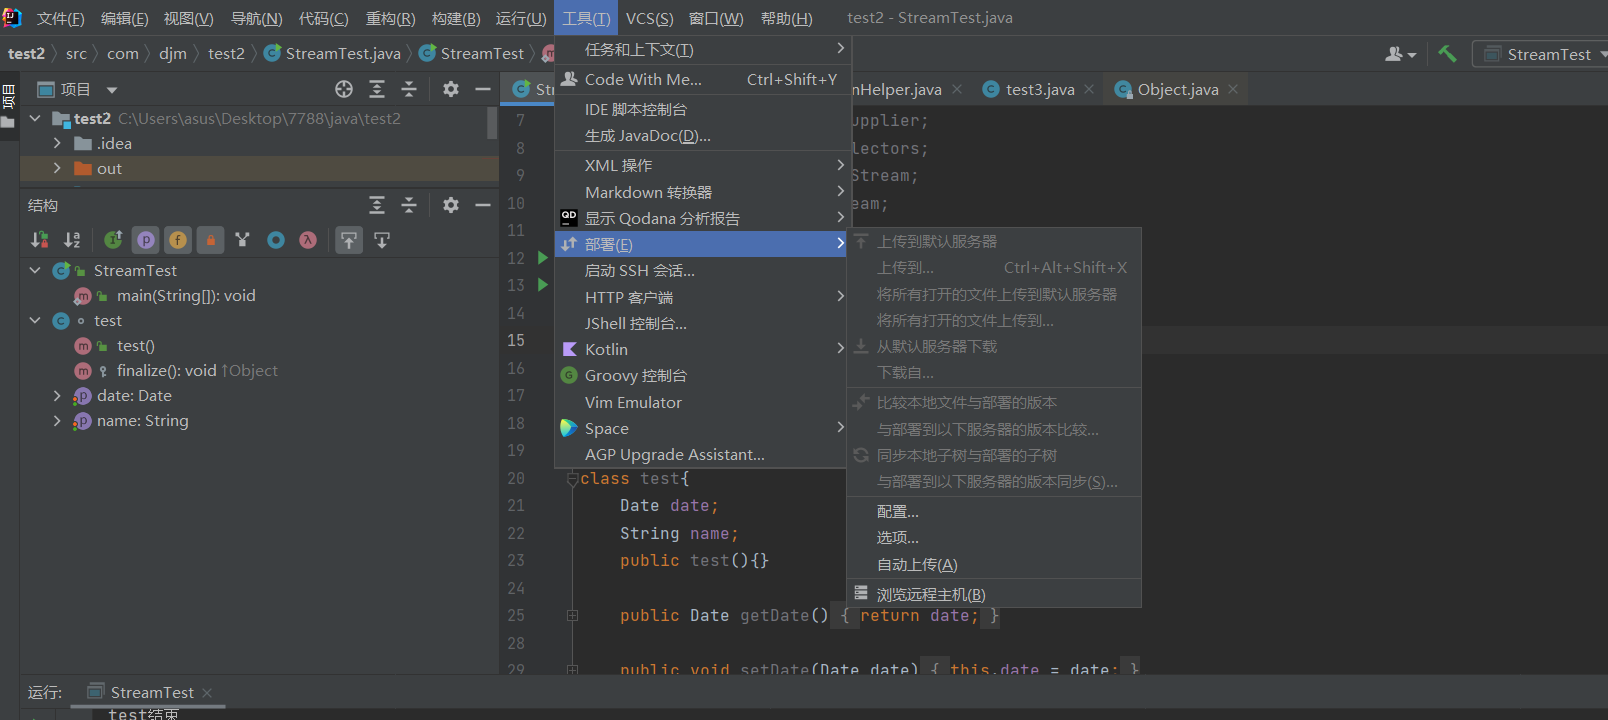 文件(F) 编辑(E) 视图(V) 导航(N) 代码(C) 重构(R) 构建(B) 运行(U) 工具(T) VCS(S) 窗口(W) 帮助(H) test2 - StreamTest.java
test2 src com djm test2 StreamTest.java StreamTest
StreamTest
项目
项目
test2 C:\Users\asus\Desktop\7788\java\test2
.idea
out
结构
StreamTest
main(String[]): void
test
test()
finalize(): void ↑Object
date: Date
name: String
任务和上下文(T)
Code With Me... Ctrl+Shift+Y
IDE 脚本控制台
生成 JavaDoc(D)...
XML 操作
Markdown 转换器
显示 Qodana 分析报告
部署(E)
启动 SSH 会话...
HTTP 客户端
JShell 控制台...
Kotlin
Groovy 控制台
Vim Emulator
Space
AGP Upgrade Assistant...
上传到默认服务器
上传到... Ctrl+Alt+Shift+X
将所有打开的文件上传到默认服务器
将所有打开的文件上传到...
从默认服务器下载
下载自...
比较本地文件与部署的版本
与部署到以下服务器的版本比较...
同步本地子树与部署的子树
与部署到以下服务器的版本同步(S)...
配置...
选项...
自动上传(A)
浏览远程主机(B)
St
nHelper.java test3.java Object.java
7 upplier;
8 lectors;
9 Stream;
10 eam;
11
12
13
14
15
16
17
18
19
20 class test{
21 Date date;
22 String name;
23 public test(){}
24
25 public Date getDate() { return date; }
28
29 public void setDate(Date date) { this.date = date; }
运行: StreamTest
test结束